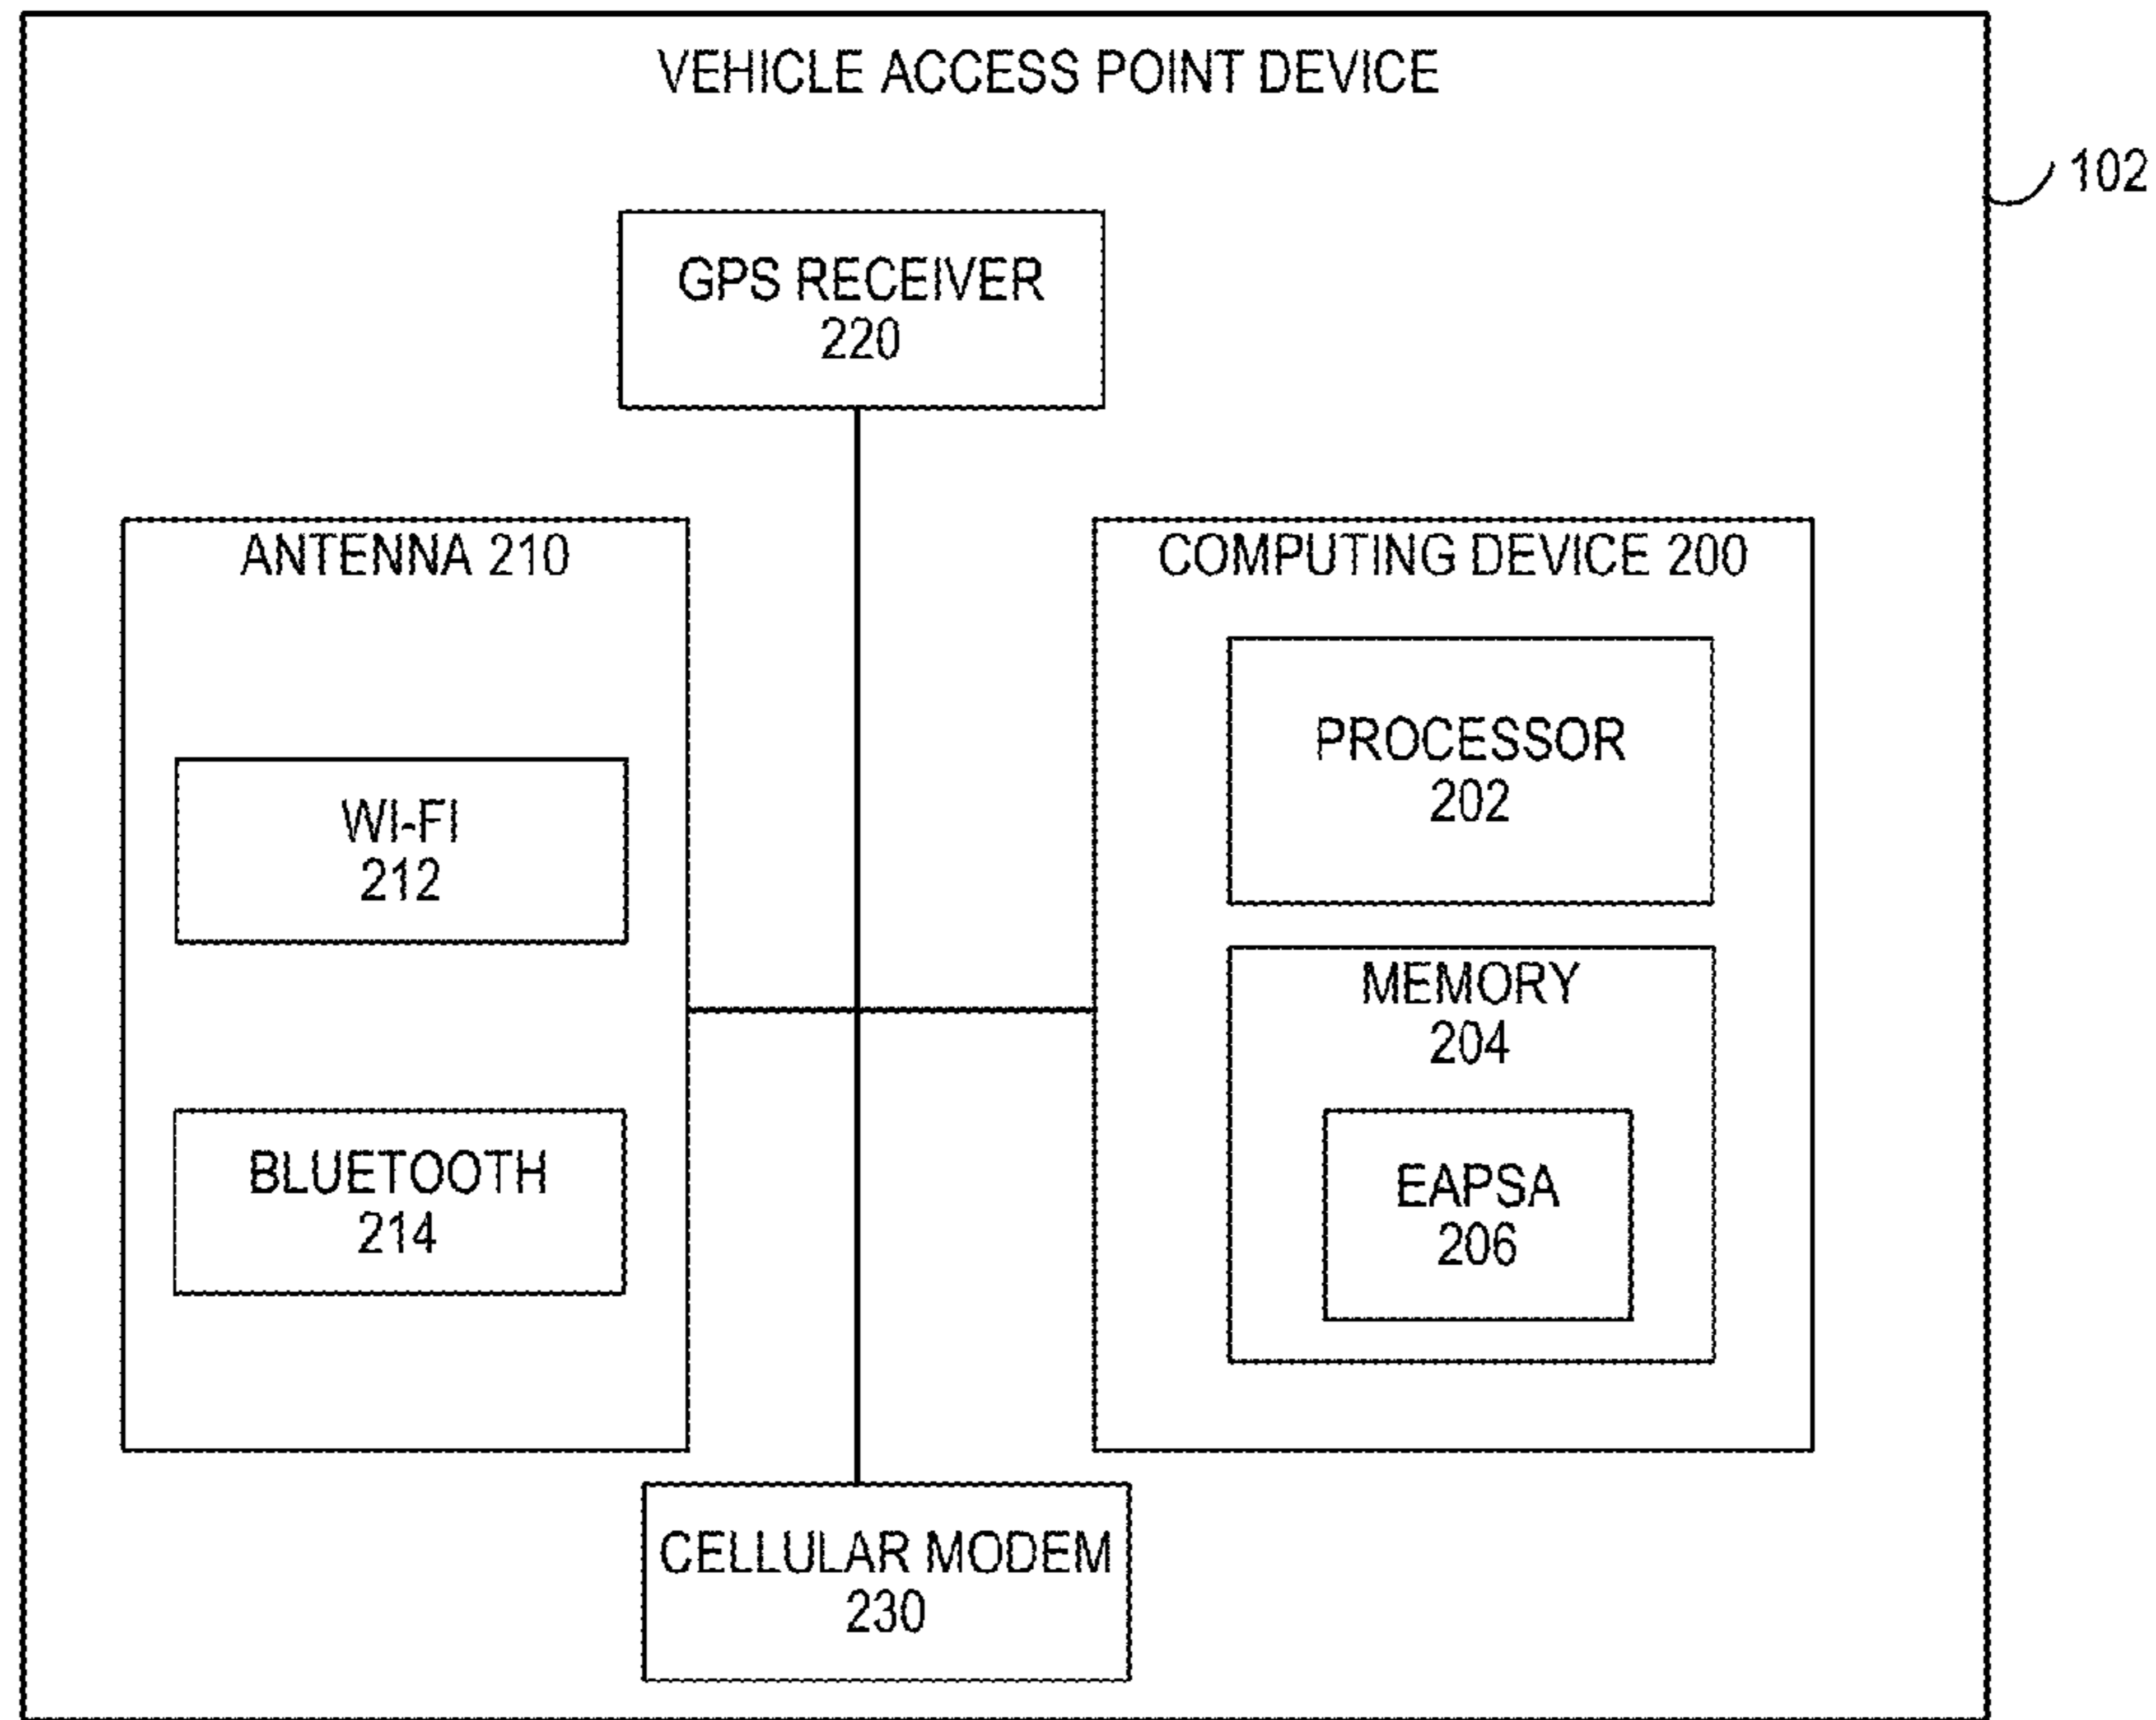 VEHICLE ACCESS POINT DEVICE
102
GPS RECEIVER
220
ANTENNA 210
WI-FI
212
BLUETOOTH
214
COMPUTING DEVICE 200
PROCESSOR
202
MEMORY
204
EAPSA
206
CELLULAR MODEM
230